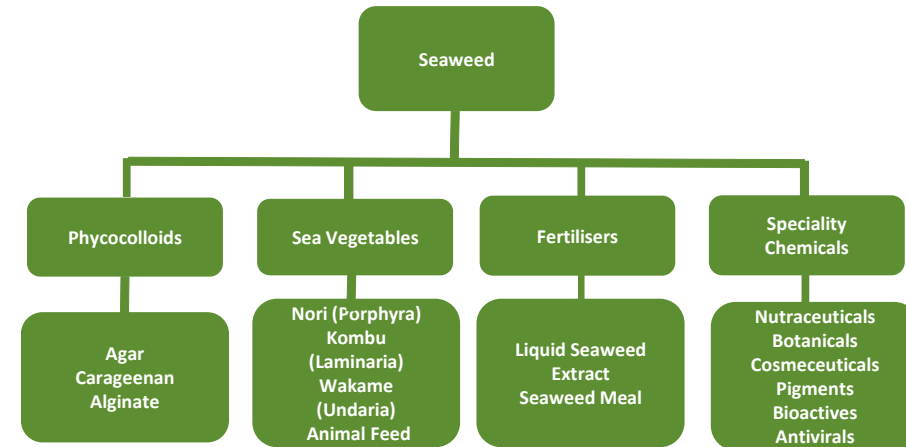 Seaweed
Phycocolloids
Sea Vegetables
Fertilisers
Speciality
Chemicals
Agar
Carageenan
Alginate
Nori (Porphyra)
Kombu
(Laminaria)
Wakame
(Undaria)
Animal Feed
Liquid Seaweed
Extract
Seaweed Meal
Nutraceuticals
Botanicals
Cosmeceuticals
Pigments
Bioactives
Antivirals